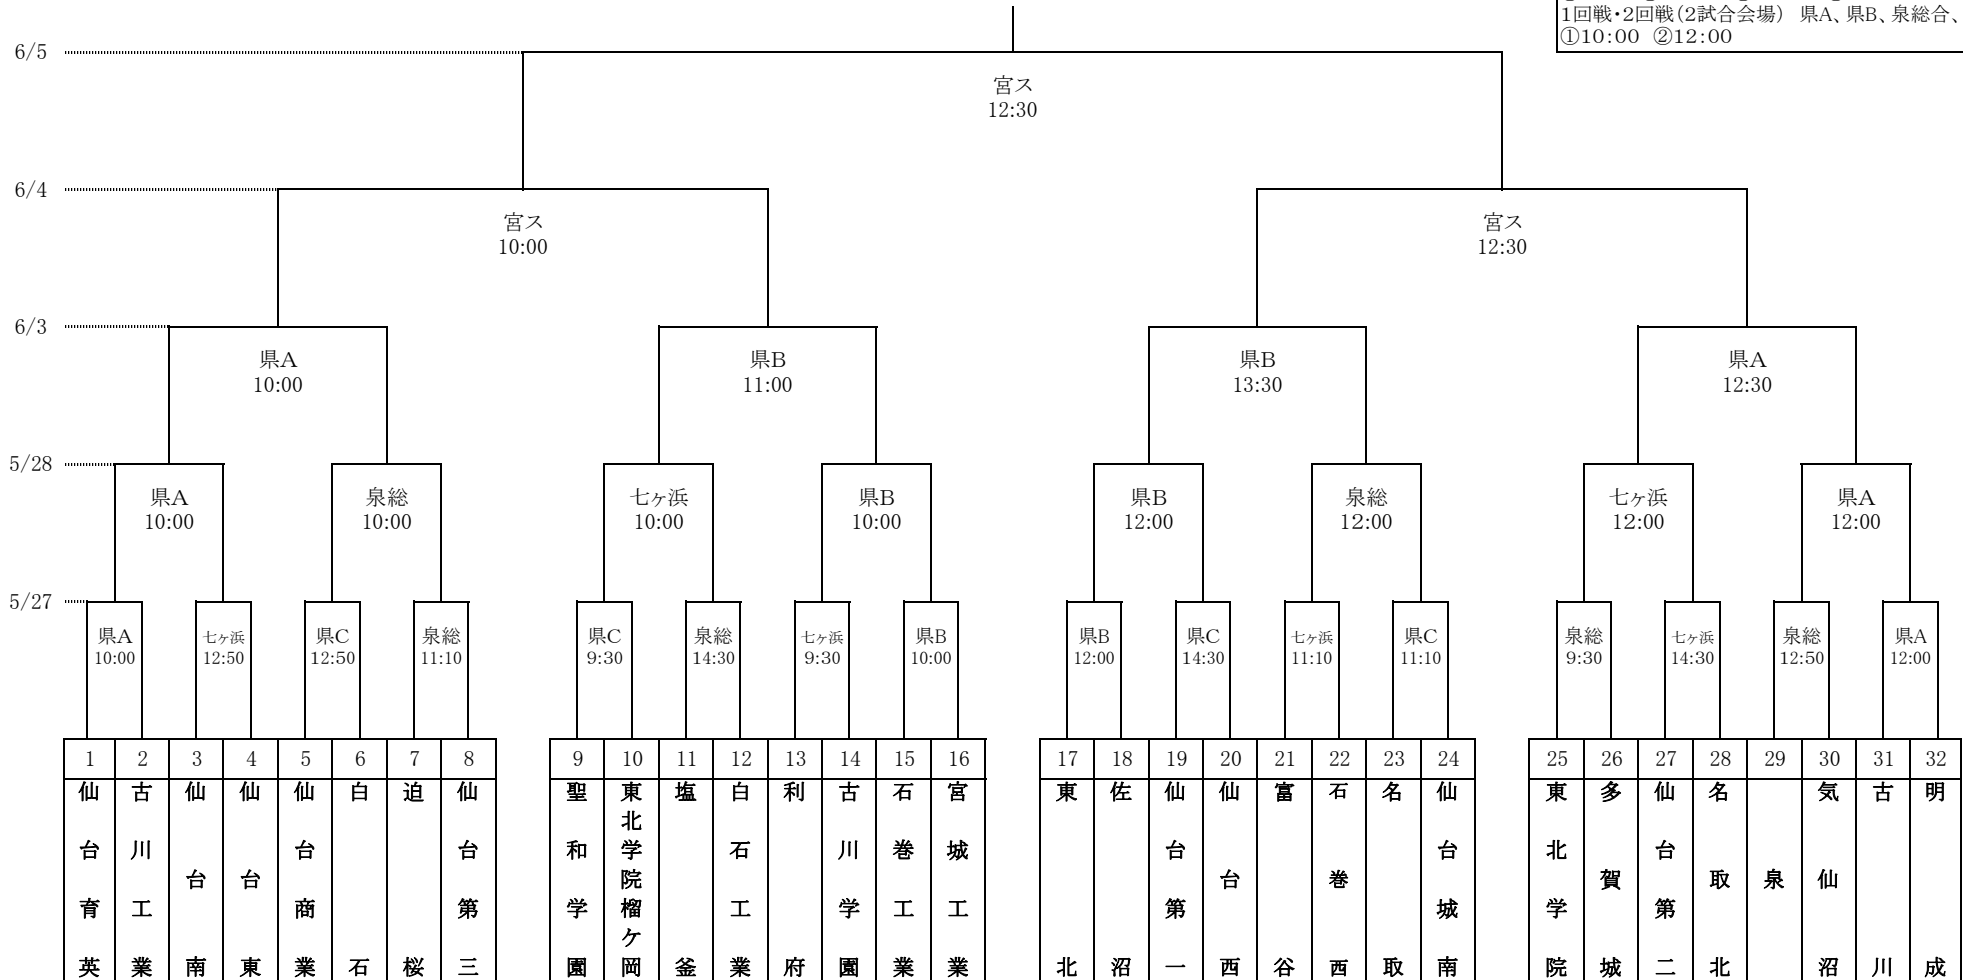 1回戦・2回戦（2試合会場） 県A、県B、泉総合、
①10：00 ②12：00
6/5
宮ス
12:30
6/4
宮ス 宮ス
10:00 12:30
6/3
県A 県B 県B 県A
10:00 11:00 13:30 12:30
5/28
県A 泉総 七ヶ浜 県B 県B 泉総 七ヶ浜 県A
10:00 10:00 10:00 10:00 12:00 12:00 12:00 12:00
5/27
県A 七ヶ浜 県C 泉総 県C 泉総 七ヶ浜 県B 県B 県C 七ヶ浜 県C 泉総 七ヶ浜 泉総 県A
10:00 12:50 12:50 11:10 9:30 14:30 9:30 10:00 12:00 14:30 11:10 11:10 9:30 14:30 12:50 12:00
1 2 3 4 5 6 7 8 9 10 11 12 13 14 15 16 17 18 19 20 21 22 23 24 25 26 27 28 29 30 31 32
仙台育英
古川工業
仙台南
仙台東
仙台商業
白石
迫桜
仙台第三
聖和学園
東北学院榴ケ岡
塩釜
白石工業
利府
古川学園
石巻工業
宮城工業
東北
佐沼
仙台第一
仙台西
富谷
石巻西
名取
仙台城南
東北学院
多賀城
仙台第二
名取北
泉
気仙沼
古川
明成